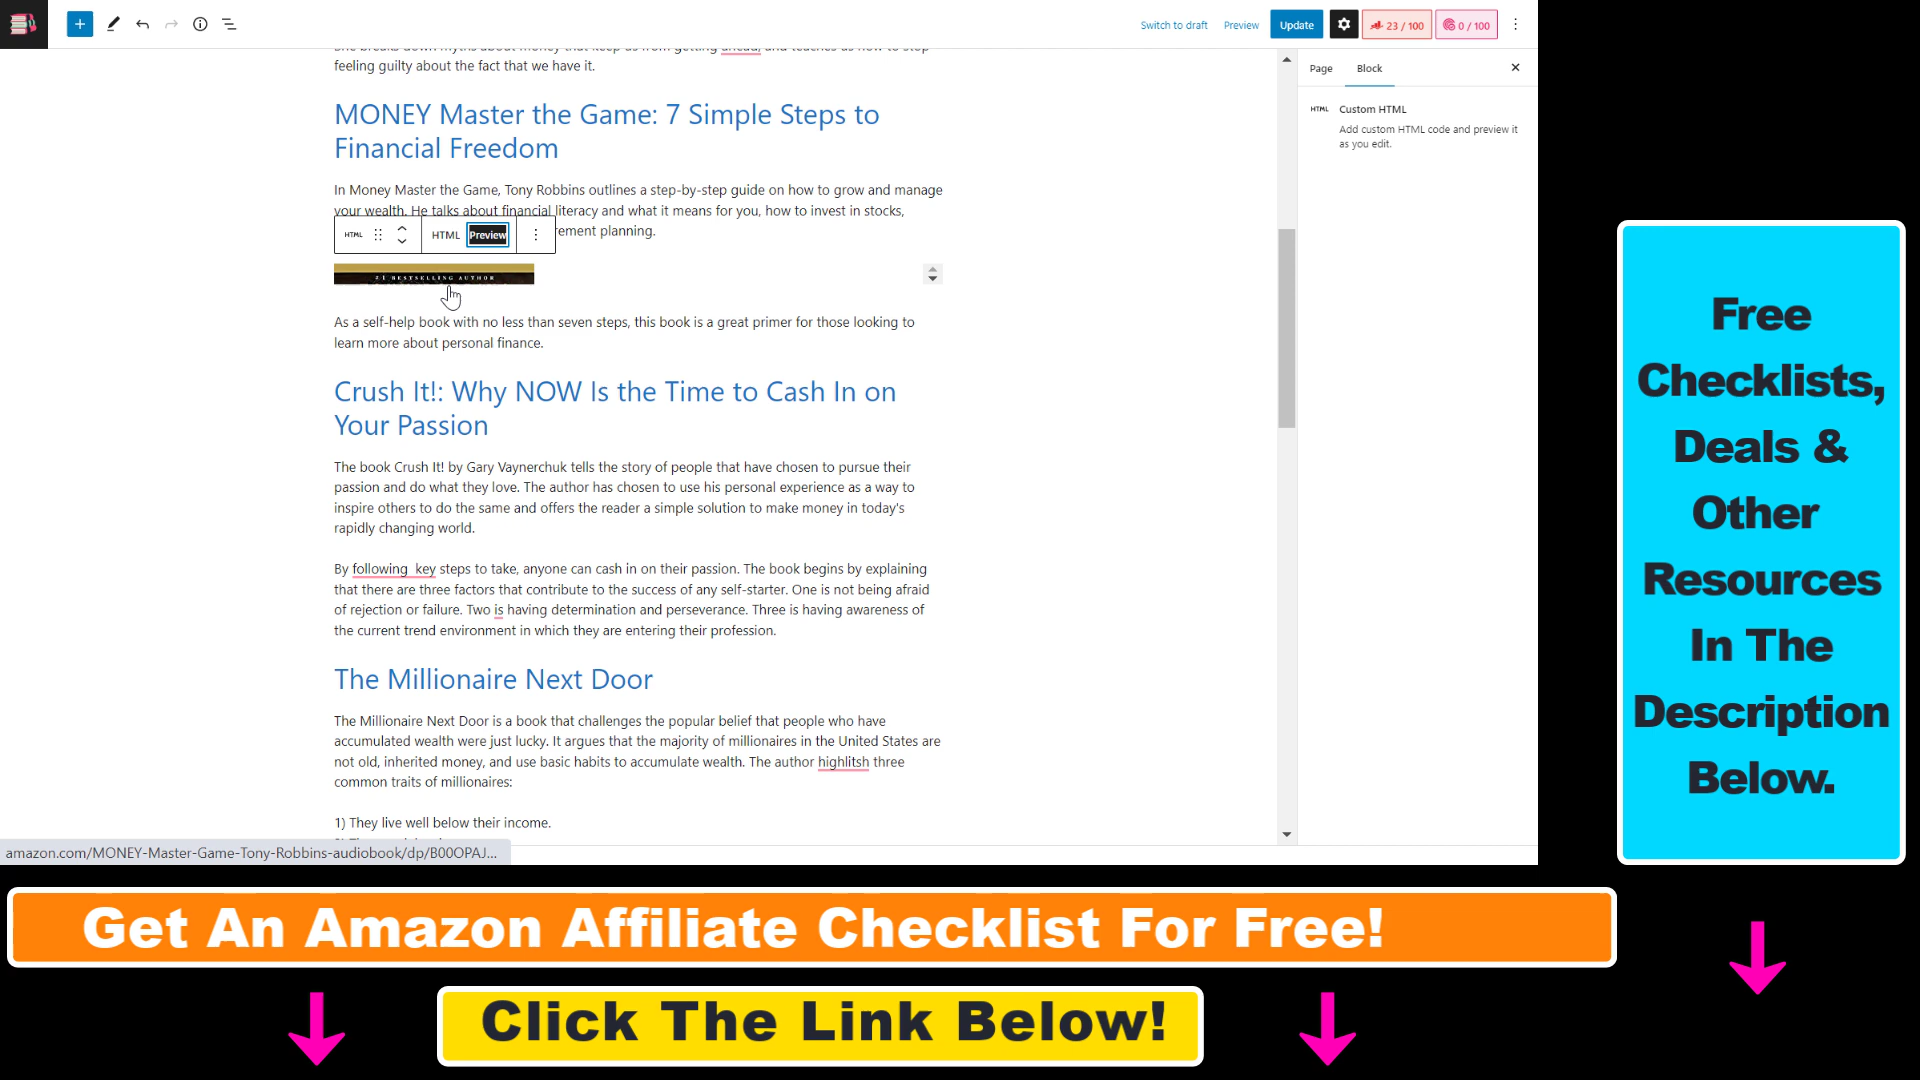 Switch to draft
Preview
Update
23 / 100
0 / 100
feeling guilty about the fact that we have it.
MONEY Master the Game: 7 Simple Steps to
Financial Freedom
In Money Master the Game, Tony Robbins outlines a step-by-step guide on how to grow and manage
your wealth. He talks about financial literacy and what it means for you, how to invest in stocks,
HTML
HTML
Preview
rement planning.
#1 BESTSELLING AUTHOR
As a self-help book with no less than seven steps, this book is a great primer for those looking to
learn more about personal finance.
Crush It!: Why NOW Is the Time to Cash In on
Your Passion
The book Crush It! by Gary Vaynerchuk tells the story of people that have chosen to pursue their
passion and do what they love. The author has chosen to use his personal experience as a way to
inspire others to do the same and offers the reader a simple solution to make money in today's
rapidly changing world.
By following  key steps to take, anyone can cash in on their passion. The book begins by explaining
that there are three factors that contribute to the success of any self-starter. One is not being afraid
of rejection or failure. Two is having determination and perseverance. Three is having awareness of
the current trend environment in which they are entering their profession.
The Millionaire Next Door
The Millionaire Next Door is a book that challenges the popular belief that people who have
accumulated wealth were just lucky. It argues that the majority of millionaires in the United States are
not old, inherited money, and use basic habits to accumulate wealth. The author highlitsh three
common traits of millionaires:
1) They live well below their income.
amazon.com/MONEY-Master-Game-Tony-Robbins-audiobook/dp/B00OPAJ...
Page
Block
HTML
Custom HTML
Add custom HTML code and preview it
as you edit.
Free
Checklists,
Deals &
Other
Resources
In The
Description
Below.
Get An Amazon Affiliate Checklist For Free!
Click The Link Below!